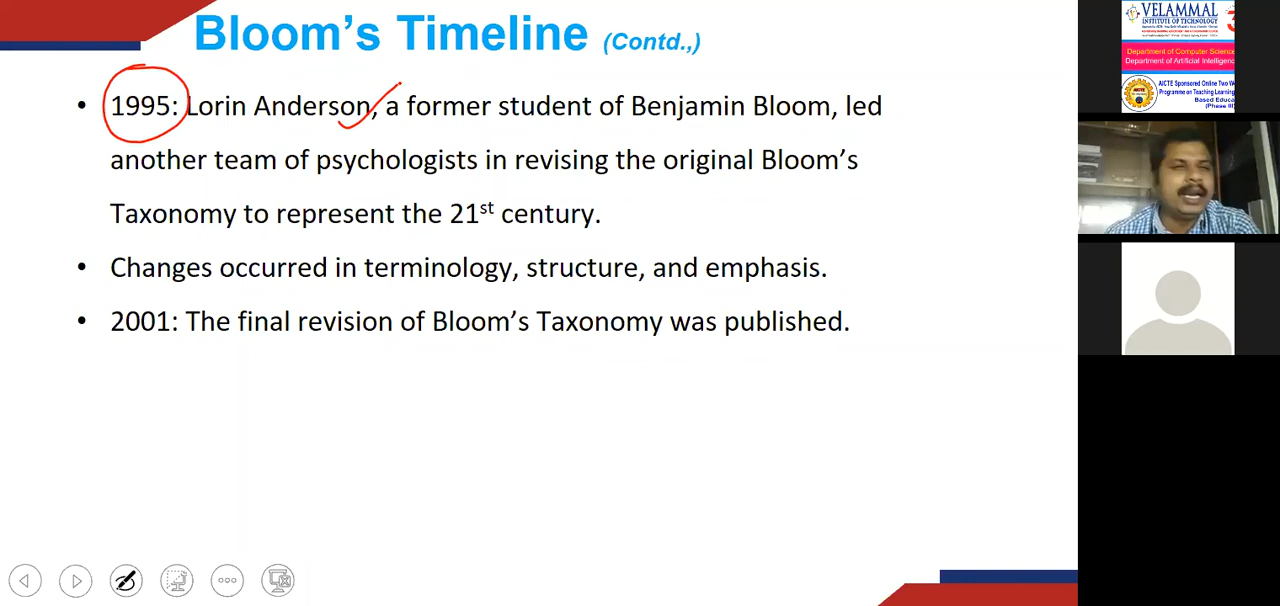 Bloom's Timeline (Contd.,)
• 1995: Lorin Anderson, a former student of Benjamin Bloom, led
another team of psychologists in revising the original Bloom's
Taxonomy to represent the 21st century.
• Changes occurred in terminology, structure, and emphasis.
• 2001: The final revision of Bloom's Taxonomy was published.
VELAMMAL
INSTITUTE OF TECHNOLOGY
Department of Computer Science
Department of Artificial Intelligenc
AICTE Sponsored Online Two W
Programme on Teaching Learning
Based Educa
(Phase II